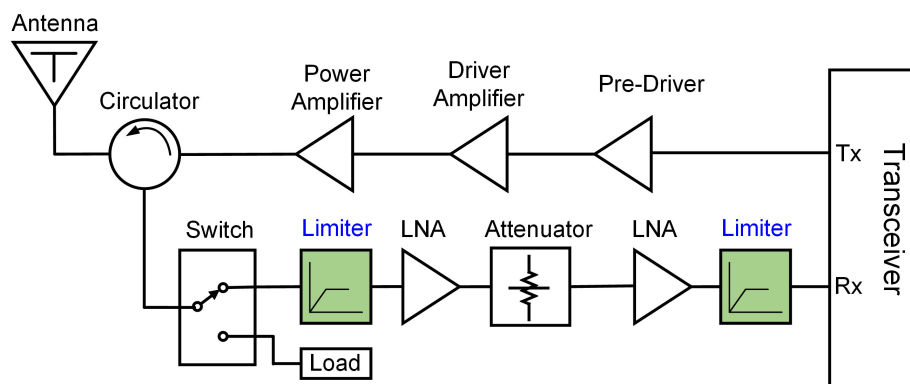 Antenna
Circulator
Power
Amplifier
Driver
Amplifier
Pre-Driver
Tx
Transceiver
Switch
Limiter
LNA
Attenuator
LNA
Limiter
Rx
Load